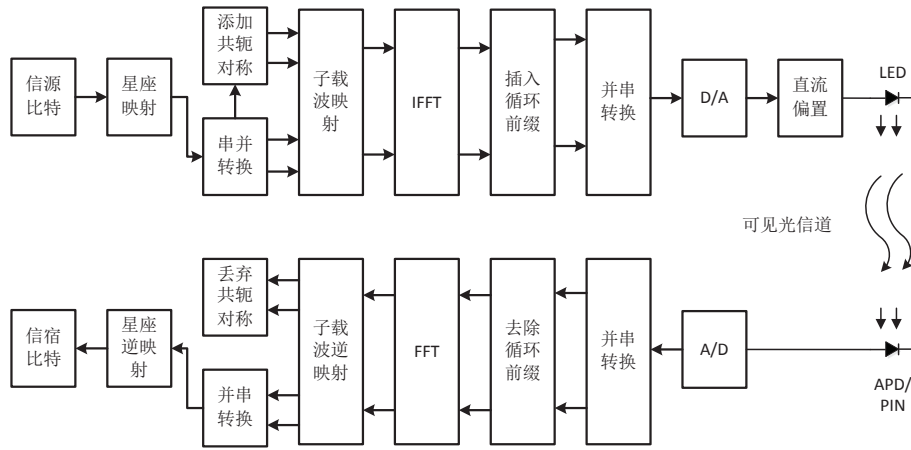 添加
共轭
对称
信源
比特
星座
映射
串并
转换
子载
波映
射
IFFT
插入
循环
前缀
并串
转换
D/A
直流
偏置
LED
可见光信道
丢弃
共轭
对称
信宿
比特
星座
逆映
射
并串
转换
子载
波逆
映射
FFT
去除
循环
前缀
并串
转换
A/D
APD/
PIN